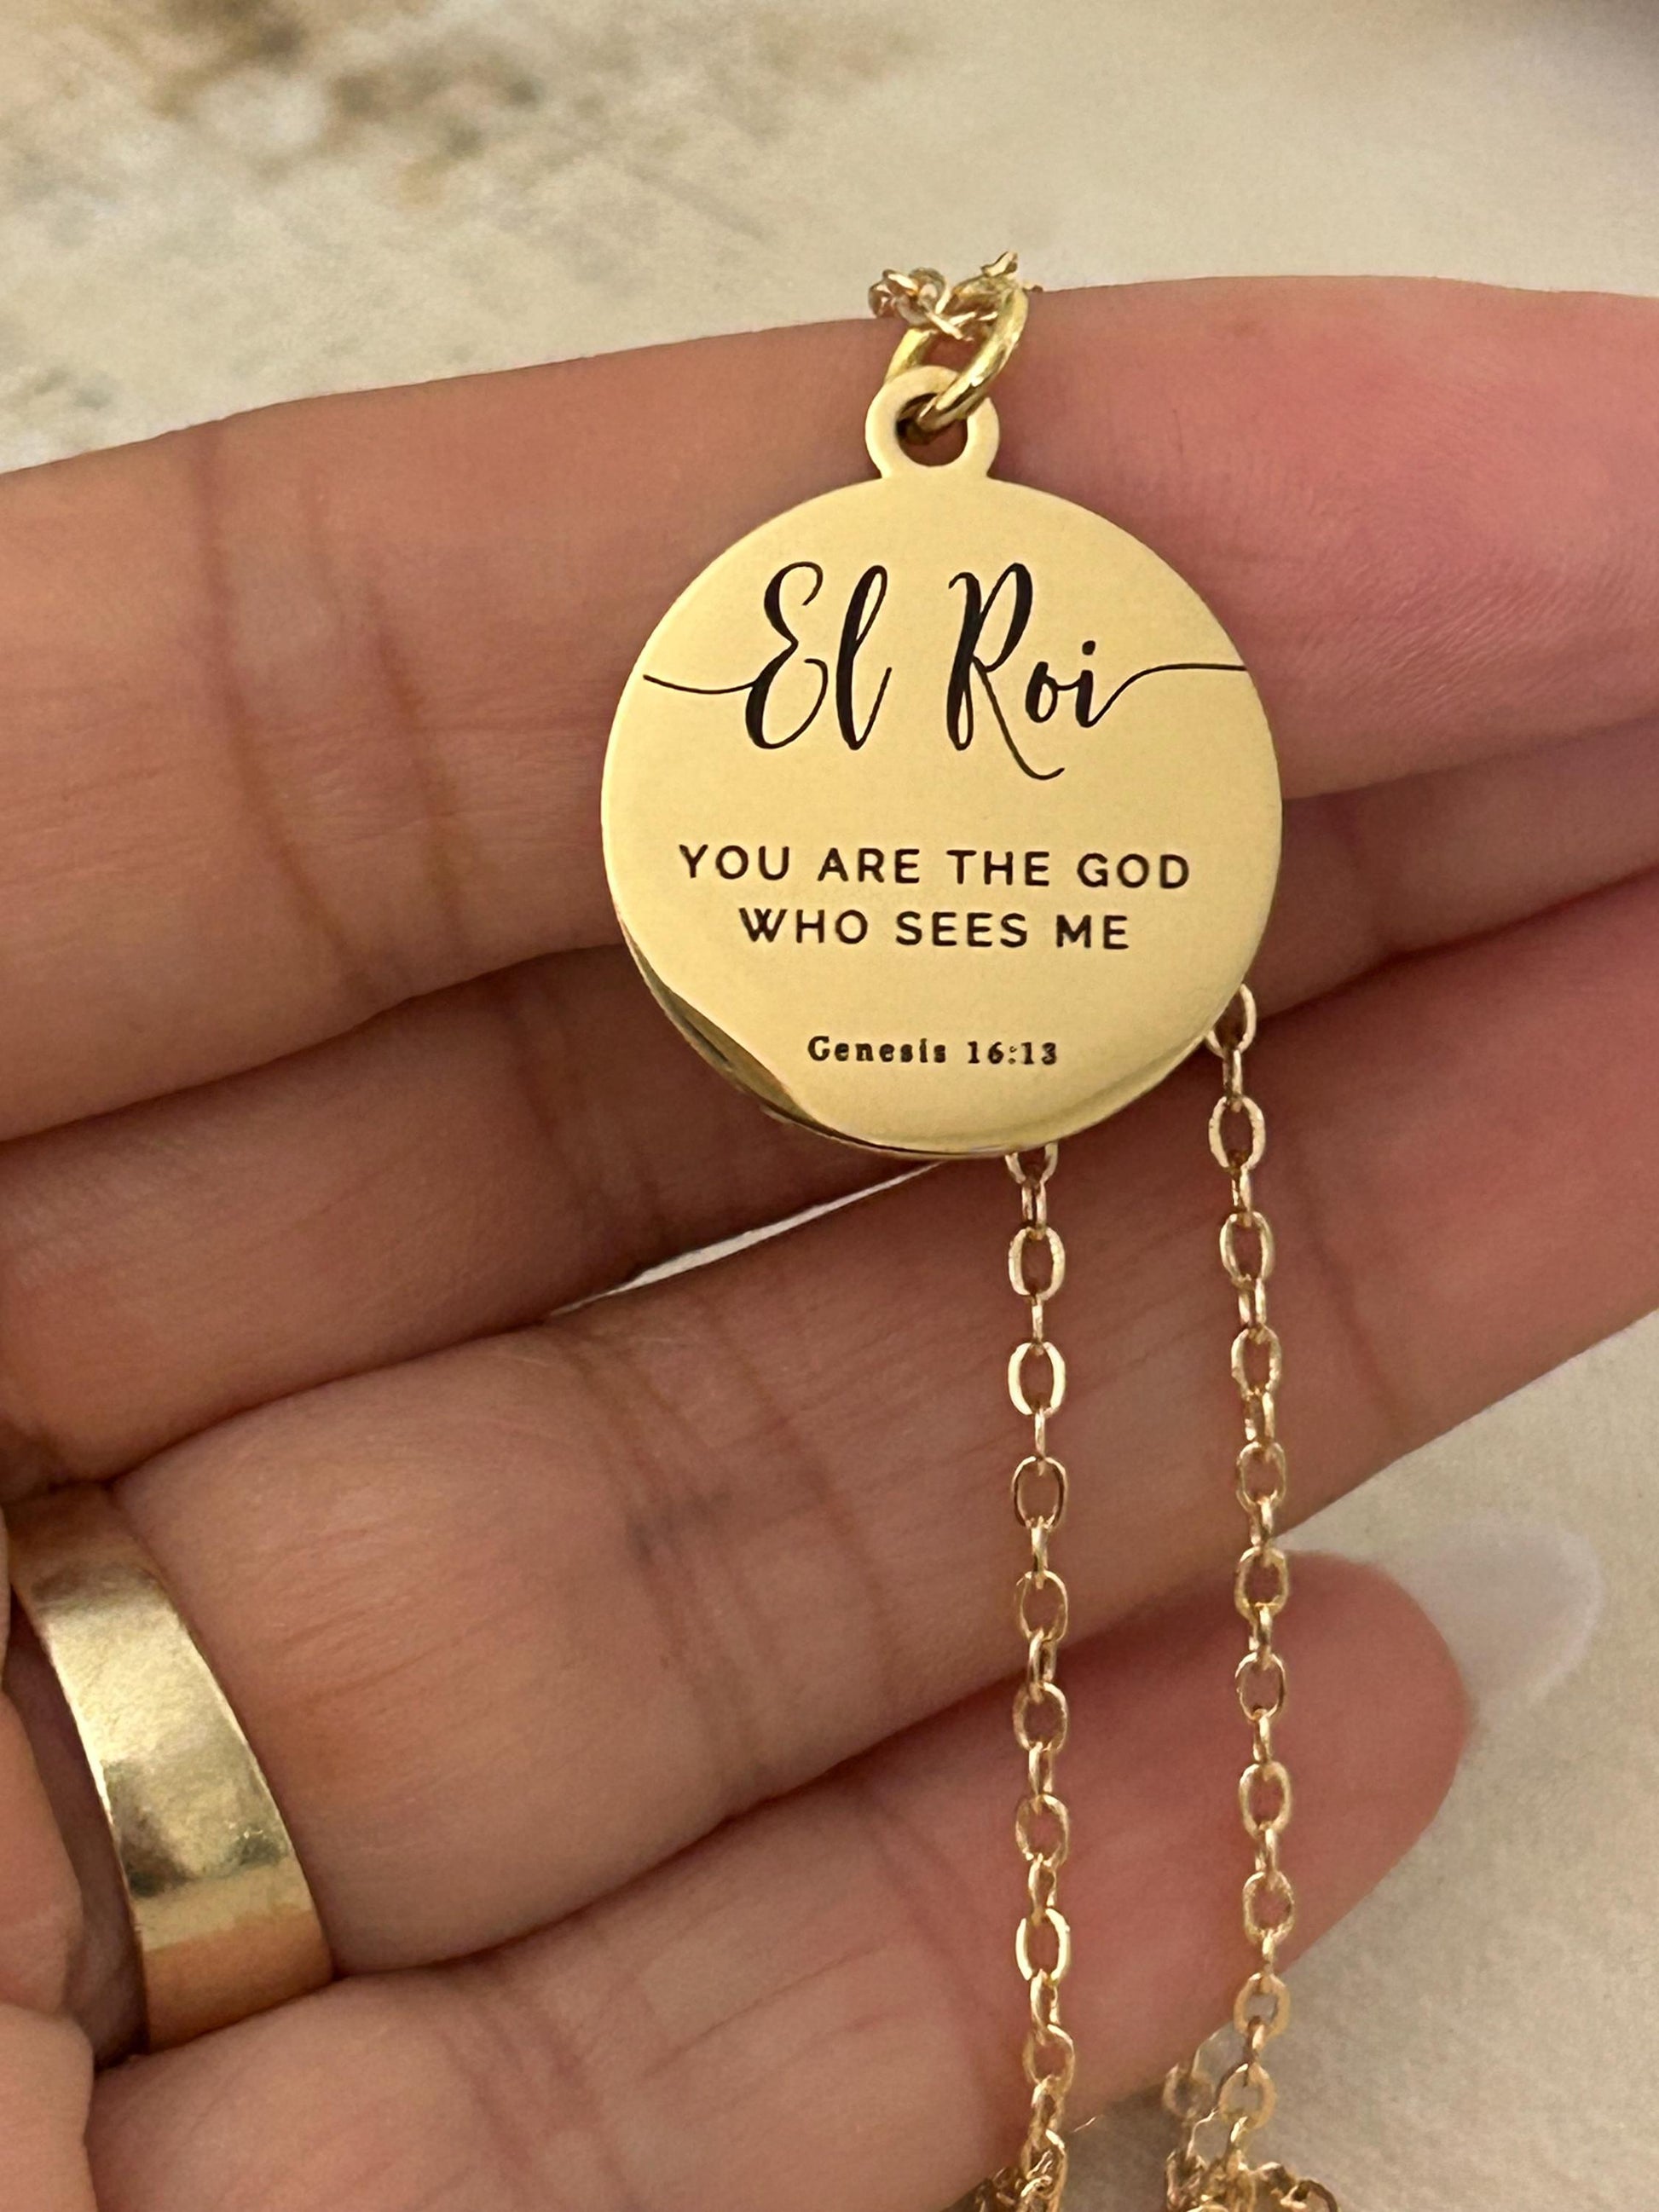 El Roi
YOU ARE THE GOD
WHO SEES ME
Genesis 16:13